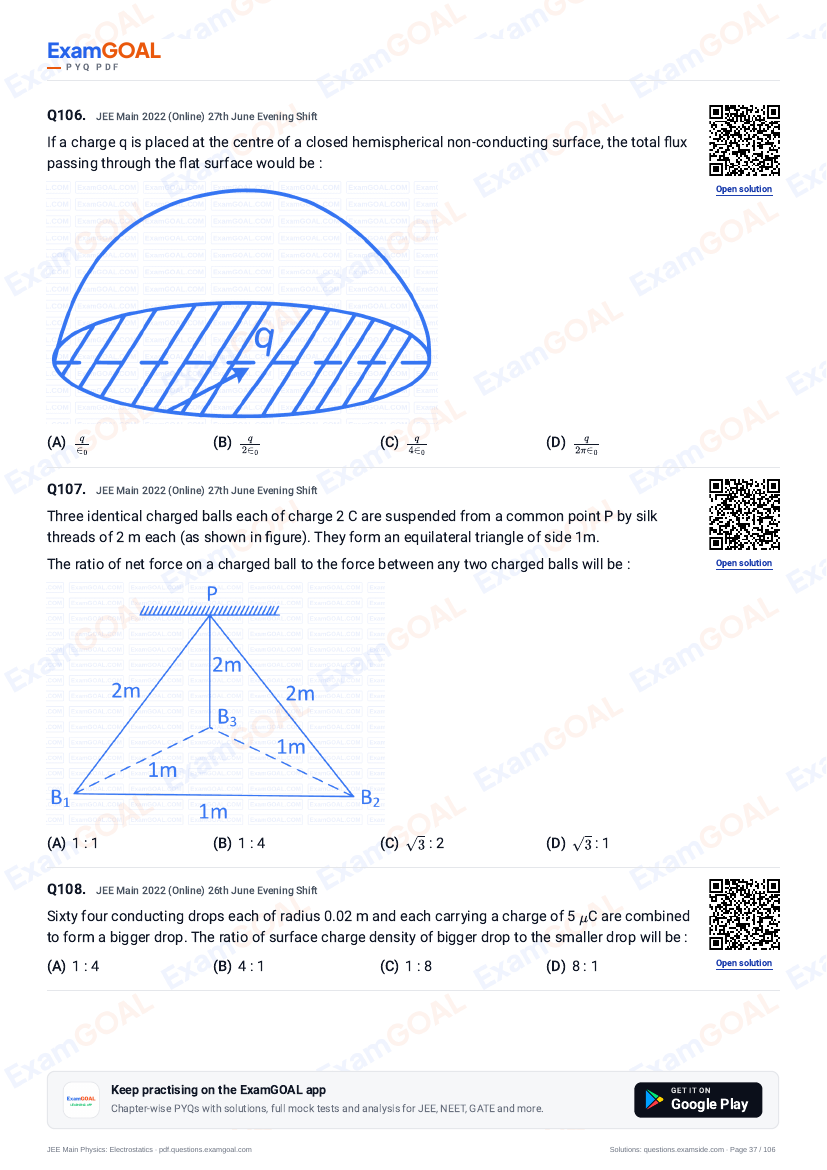 ExamGOAL
PYQ PDF
Q106. JEE Main 2022 (Online) 27th June Evening Shift
If a charge q is placed at the centre of a closed hemispherical non-conducting surface, the total flux
passing through the flat surface would be :
Open solution
q
(A) q/∈₀ (B) q/2∈₀ (C) q/4∈₀ (D) q/2π∈₀
Q107. JEE Main 2022 (Online) 27th June Evening Shift
Three identical charged balls each of charge 2 C are suspended from a common point P by silk
threads of 2 m each (as shown in figure). They form an equilateral triangle of side 1m.
The ratio of net force on a charged ball to the force between any two charged balls will be :
Open solution
P
2m
2m 2m
B₃
1m
1m
B₁ B₂
1m
(A) 1 : 1 (B) 1 : 4 (C) √3 : 2 (D) √3 : 1
Q108. JEE Main 2022 (Online) 26th June Evening Shift
Sixty four conducting drops each of radius 0.02 m and each carrying a charge of 5 μC are combined
to form a bigger drop. The ratio of surface charge density of bigger drop to the smaller drop will be :
Open solution
(A) 1 : 4 (B) 4 : 1 (C) 1 : 8 (D) 8 : 1
ExamGOAL
Keep practising on the ExamGOAL app
Chapter-wise PYQs with solutions, full mock tests and analysis for JEE, NEET, GATE and more.
GET IT ON
Google Play
JEE Main Physics: Electrostatics · pdf.questions.examgoal.com
Solutions: questions.examside.com · Page 37 / 106